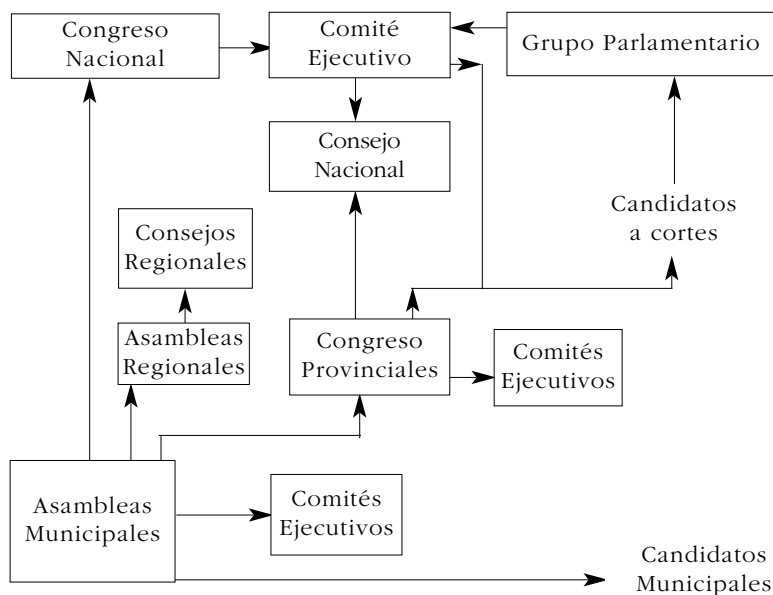 Congreso
Nacional
Comité
Ejecutivo
Grupo Parlamentario
Consejo
Nacional
Candidatos
a cortes
Consejos
Regionales
Asambleas
Regionales
Congreso
Provinciales
Comités
Ejecutivos
Asambleas
Municipales
Comités
Ejecutivos
Candidatos
Municipales